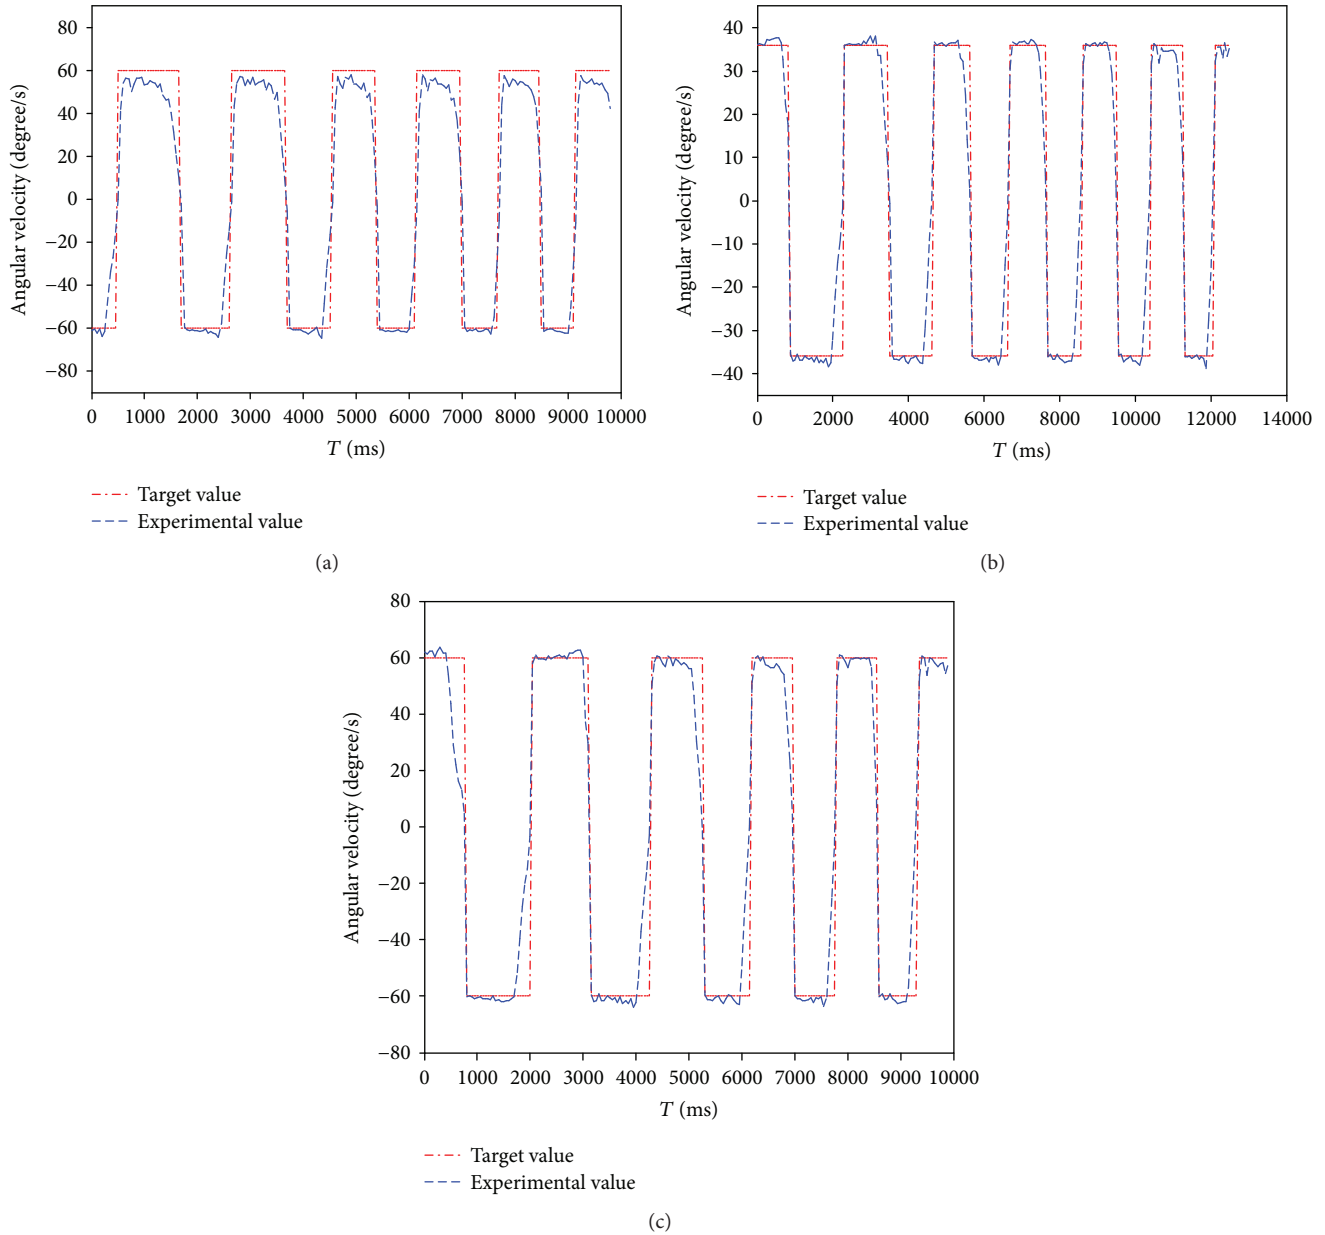 80
60
40
20
0
−20
−40
−60
−80
Angular velocity (degree/s)
0 1000 2000 3000 4000 5000 6000 7000 8000 9000 10000
T (ms)
Target value
Experimental value
(a)
40
30
20
10
0
−10
−20
−30
−40
Angular velocity (degree/s)
0 2000 4000 6000 8000 10000 12000 14000
T (ms)
Target value
Experimental value
(b)
80
60
40
20
0
−20
−40
−60
−80
Angular velocity (degree/s)
0 1000 2000 3000 4000 5000 6000 7000 8000 9000 10000
T (ms)
Target value
Experimental value
(c)